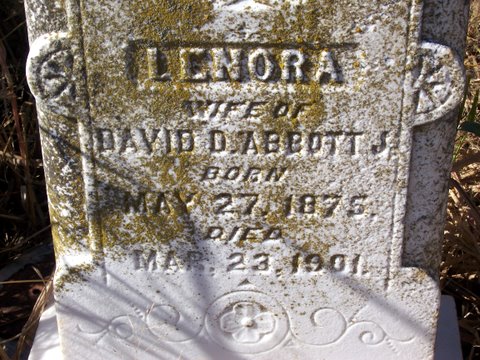 LENORA
WIFE OF
DAVID D. ABBOTT J.
BORN
MAY 27, 1875.
DIED
MAR. 23, 1901.